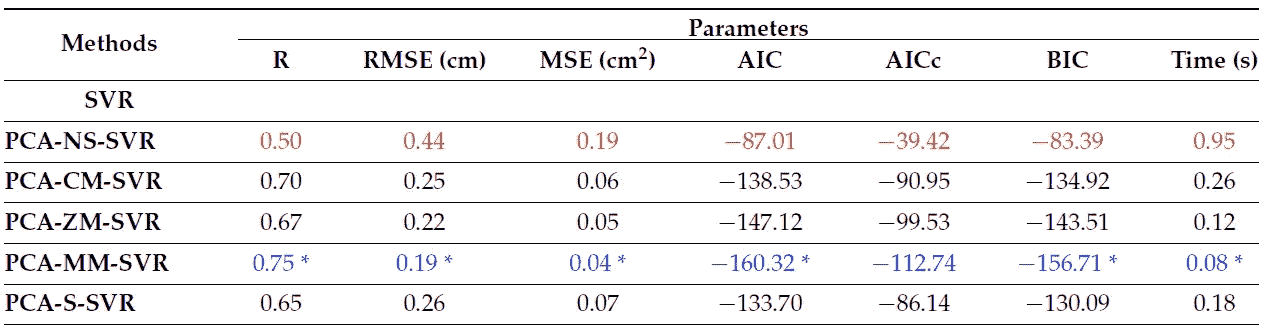 Methods Parameters
R RMSE (cm) MSE (cm²) AIC AICc BIC Time (s)
SVR
PCA-NS-SVR 0.50 0.44 0.19 −87.01 −39.42 −83.39 0.95
PCA-CM-SVR 0.70 0.25 0.06 −138.53 −90.95 −134.92 0.26
PCA-ZM-SVR 0.67 0.22 0.05 −147.12 −99.53 −143.51 0.12
PCA-MM-SVR 0.75 * 0.19 * 0.04 * −160.32 * −112.74 −156.71 * 0.08 *
PCA-S-SVR 0.65 0.26 0.07 −133.70 −86.14 −130.09 0.18